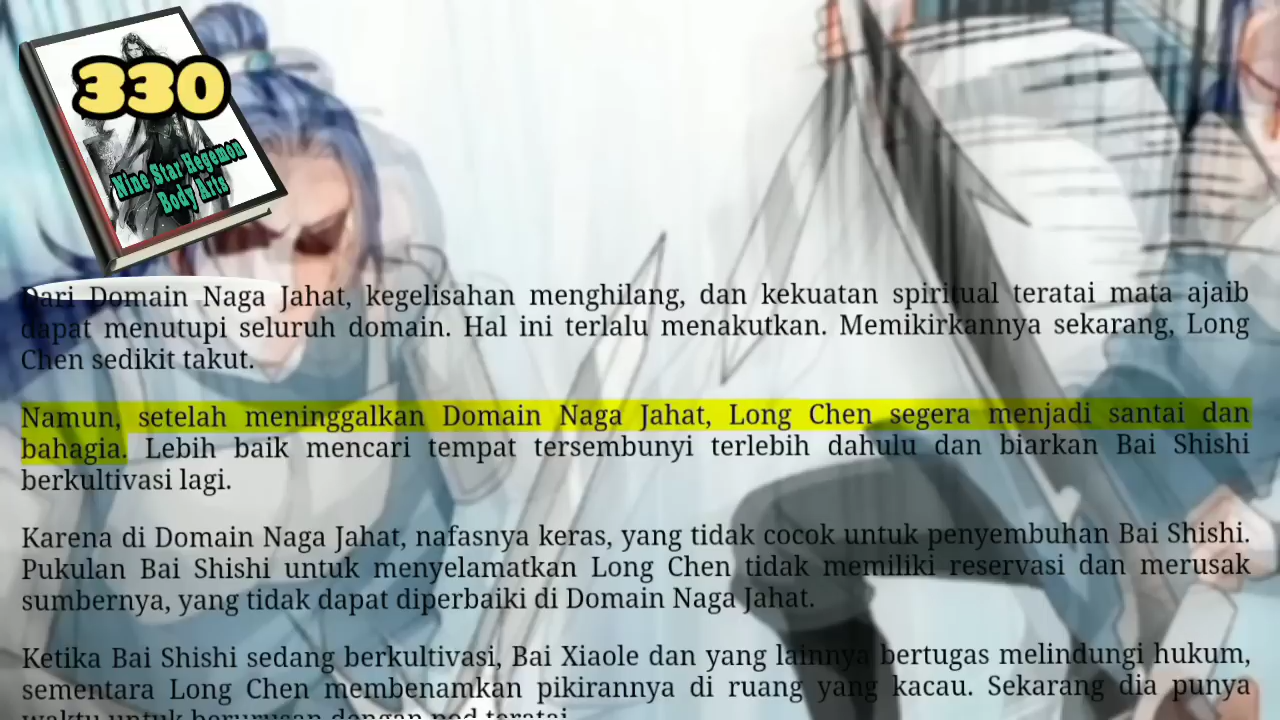 330
Nine Star Hegemon
Body Arts
Dari Domain Naga Jahat, kegelisahan menghilang, dan kekuatan spiritual teratai mata ajaib
dapat menutupi seluruh domain. Hal ini terlalu menakutkan. Memikirkannya sekarang, Long
Chen sedikit takut.
Namun, setelah meninggalkan Domain Naga Jahat, Long Chen segera menjadi santai dan
bahagia. Lebih baik mencari tempat tersembunyi terlebih dahulu dan biarkan Bai Shishi
berkultivasi lagi.
Karena di Domain Naga Jahat, nafasnya keras, yang tidak cocok untuk penyembuhan Bai Shishi.
Pukulan Bai Shishi untuk menyelamatkan Long Chen tidak memiliki reservasi dan merusak
sumbernya, yang tidak dapat diperbaiki di Domain Naga Jahat.
Ketika Bai Shishi sedang berkultivasi, Bai Xiaole dan yang lainnya bertugas melindungi hukum,
sementara Long Chen membenamkan pikirannya di ruang yang kacau. Sekarang dia punya
waktu untuk berurusan dengan pod teratai.